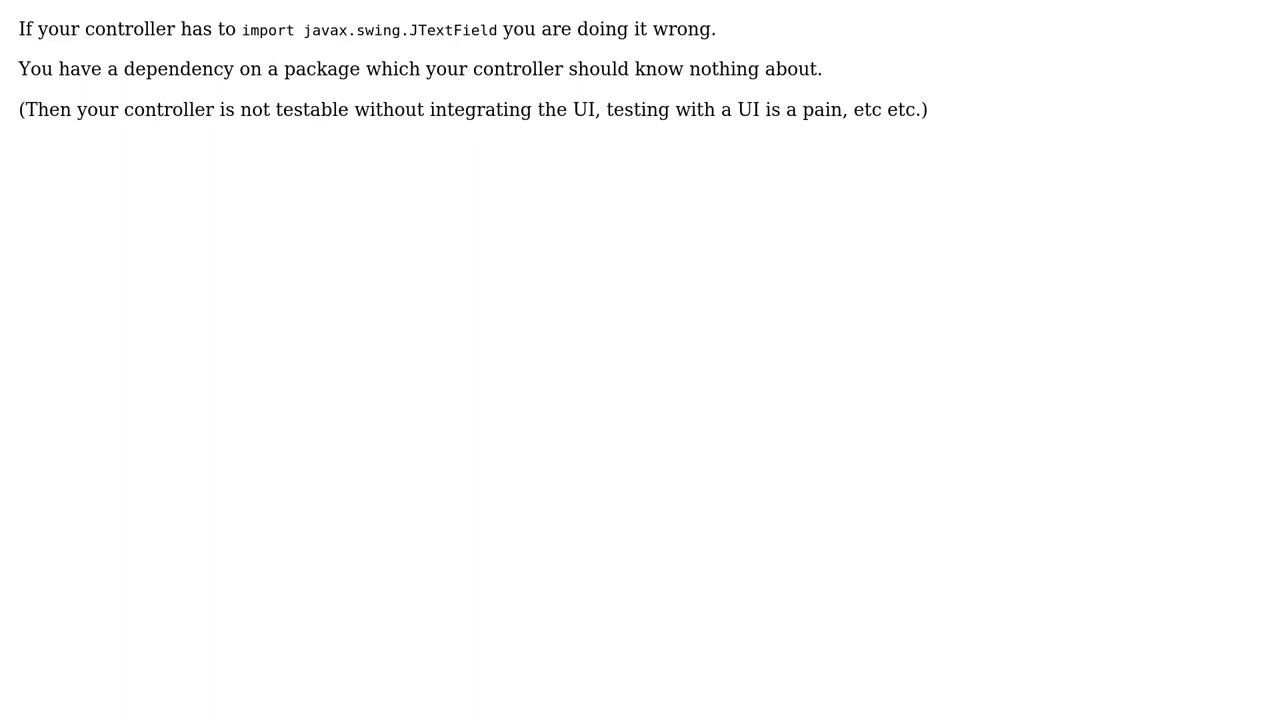 If your controller has to import javax.swing.JTextField you are doing it wrong.
You have a dependency on a package which your controller should know nothing about.
(Then your controller is not testable without integrating the UI, testing with a UI is a pain, etc etc.)